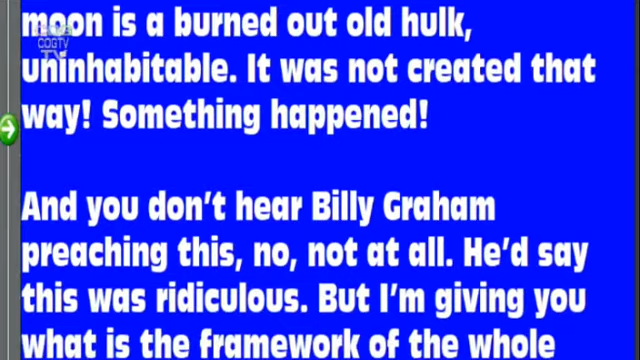 moon is a burned out old hulk,
COGTV
uninhabitable. It was not created that
way! Something happened!
And you don't hear Billy Graham
preaching this, no, not at all. He'd say
this was ridiculous. But I'm giving you
what is the framework of the whole